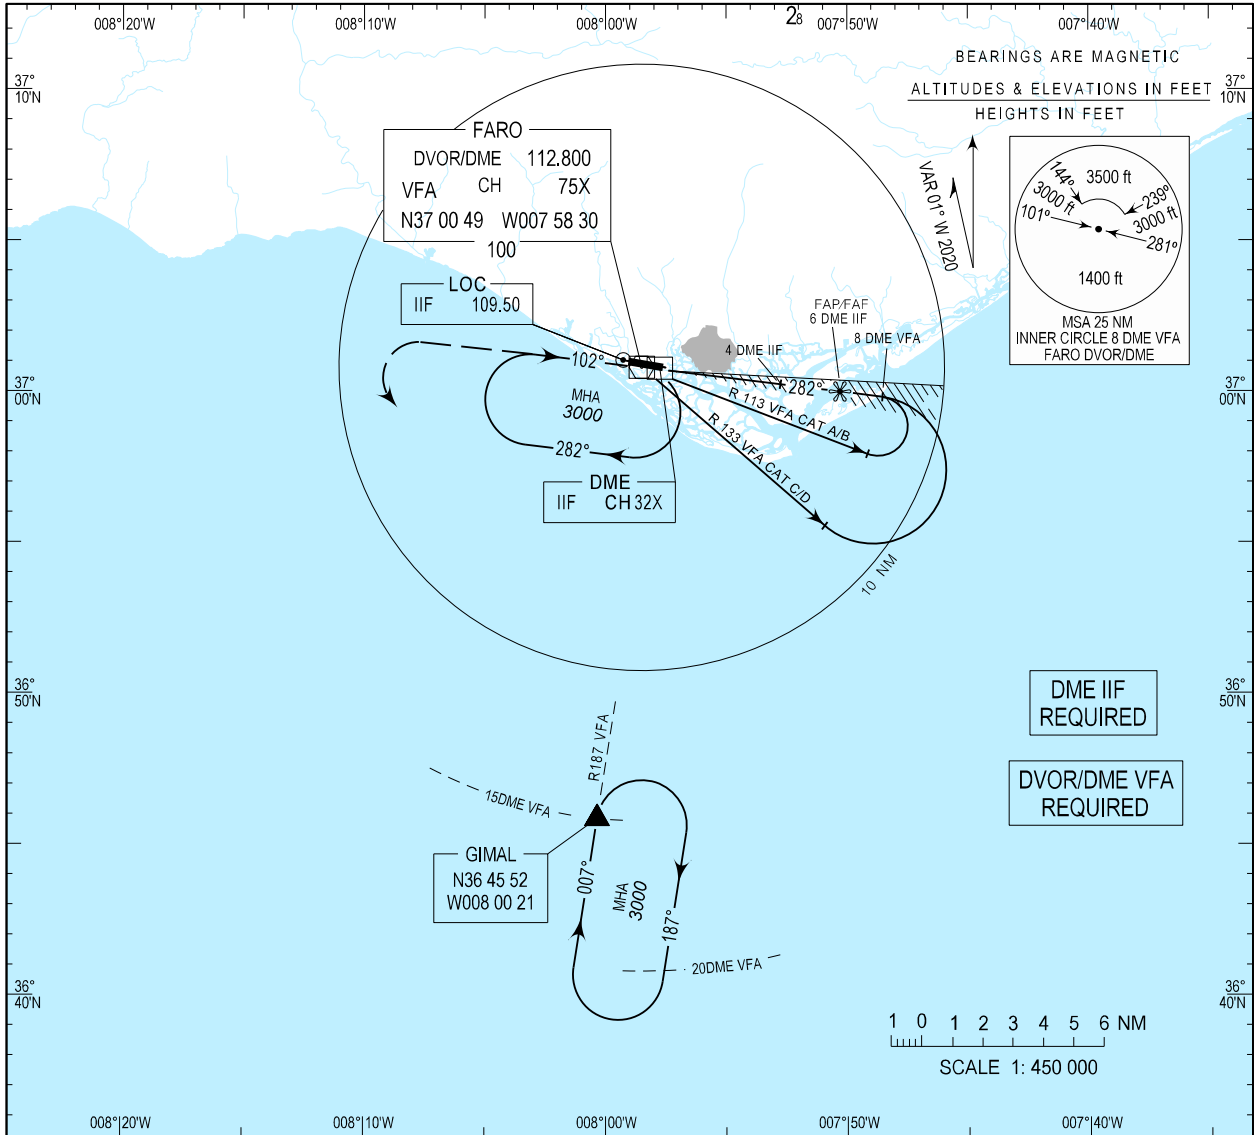 008°20'W
008°10'W
008°00'W
28
007°50'W
007°40'W
BEARINGS ARE MAGNETIC
ALTITUDES & ELEVATIONS IN FEET
HEIGHTS IN FEET
37°
10'N
37°
10'N
FARO
DVOR/DME 112.800
VFA CH 75X
N37 00 49 W007 58 30
100
VAR 01° W 2020
144°
3500 ft
239°
3000 ft
3000 ft
101°
281°
1400 ft
MSA 25 NM
INNER CIRCLE 8 DME VFA
FARO DVOR/DME
LOC
IIF 109.50
FAP/FAF
6 DME IIF
8 DME VFA
4 DME IIF
102°
282°
37°
00'N
37°
00'N
MHA
3000
282°
R 113 VFA CAT A/B
R 133 VFA CAT C/D
DME
IIF CH 32X
10 NM
36°
50'N
36°
50'N
DME IIF
REQUIRED
DVOR/DME VFA
REQUIRED
R187 VFA
15DME VFA
GIMAL
N36 45 52
W008 00 21
007°
MHA
3000
187°
20DME VFA
36°
40'N
36°
40'N
1 0 1 2 3 4 5 6 NM
SCALE 1: 450 000
008°20'W
008°10'W
008°00'W
007°50'W
007°40'W